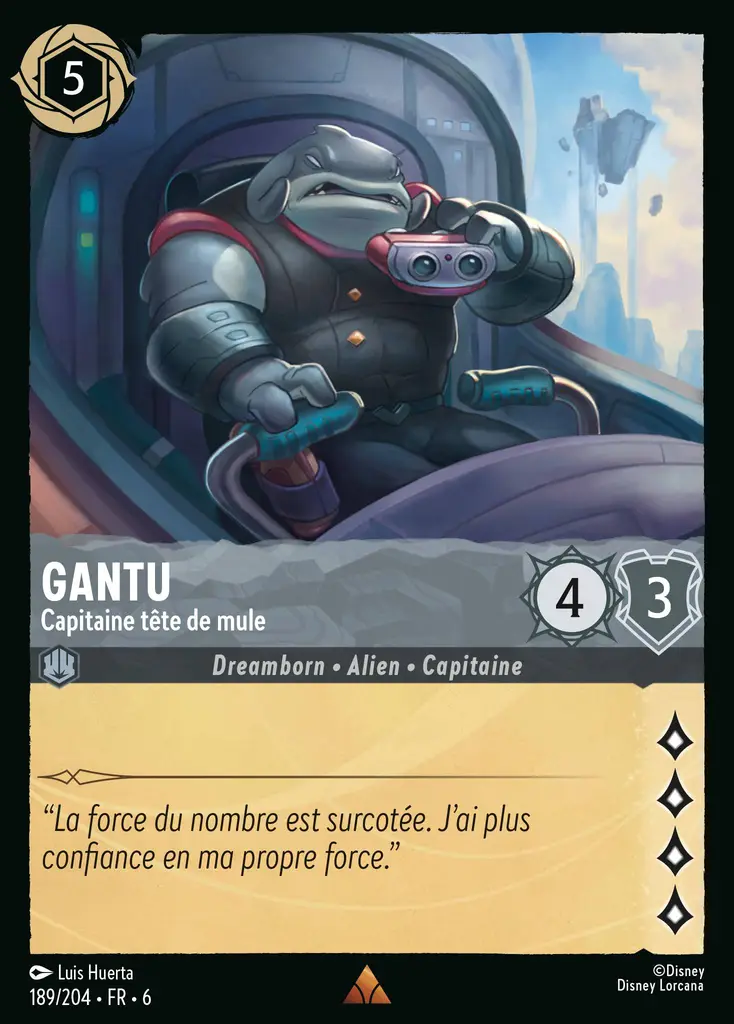 5
GANTU
Capitaine tête de mule
4
3
Dreamborn • Alien • Capitaine
“La force du nombre est surcotée. J’ai plus
confiance en ma propre force.”
Luis Huerta
189/204 • FR • 6
©Disney
Disney Lorcana